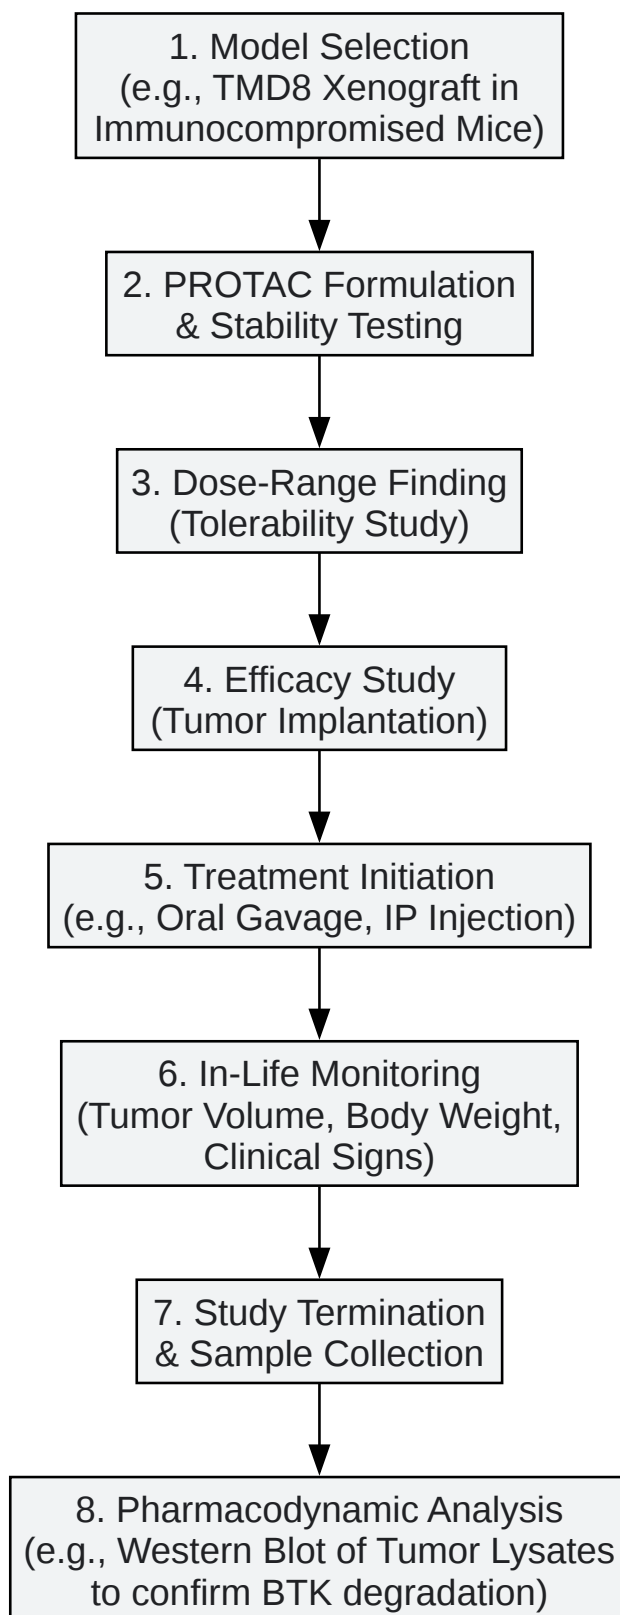 1. Model Selection
(e.g., TMD8 Xenograft in
Immunocompromised Mice)
2. PROTAC Formulation
& Stability Testing
3. Dose-Range Finding
(Tolerability Study)
4. Efficacy Study
(Tumor Implantation)
5. Treatment Initiation
(e.g., Oral Gavage, IP Injection)
6. In-Life Monitoring
(Tumor Volume, Body Weight,
Clinical Signs)
7. Study Termination
& Sample Collection
8. Pharmacodynamic Analysis
(e.g., Western Blot of Tumor Lysates
to confirm BTK degradation)